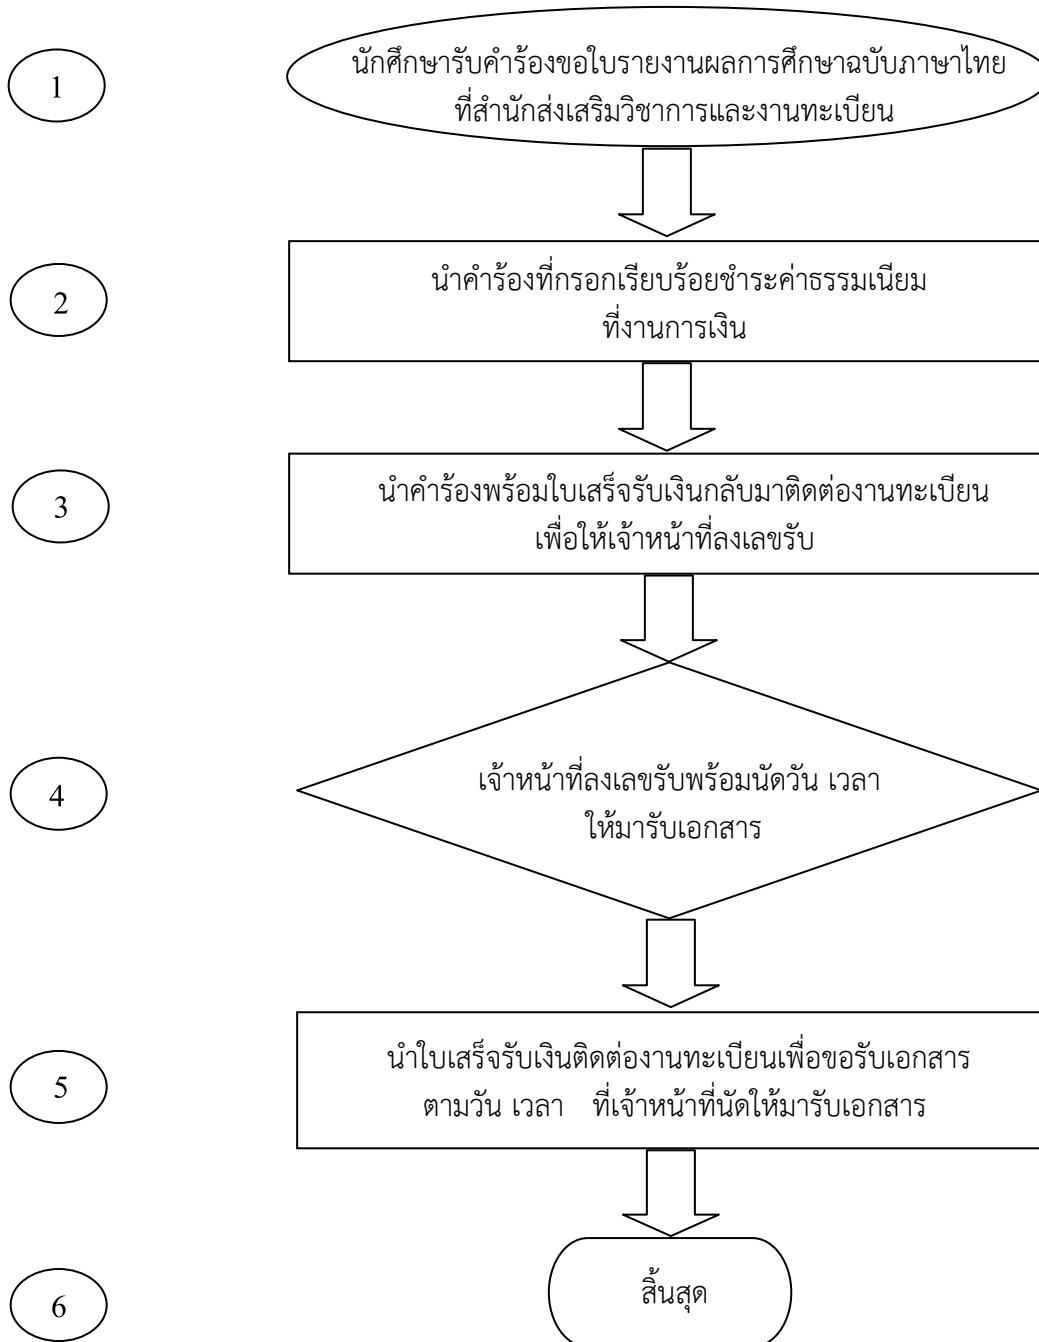 1
นักศึกษารับคำร้องขอใบรายงานผลการศึกษาฉบับภาษาไทย
ที่สำนักส่งเสริมวิชาการและงานทะเบียน
2
นำคำร้องที่กรอกเรียบร้อยชำระค่าธรรมเนียม
ที่งานการเงิน
3
นำคำร้องพร้อมใบเสร็จรับเงินกลับมาติดต่องานทะเบียน
เพื่อให้เจ้าหน้าที่ลงเลขรับ
4
เจ้าหน้าที่ลงเลขรับพร้อมนัดวัน เวลา
ให้มารับเอกสาร
5
นำใบเสร็จรับเงินติดต่องานทะเบียนเพื่อขอรับเอกสาร
ตามวัน เวลา ที่เจ้าหน้าที่นัดให้มารับเอกสาร
6
สิ้นสุด